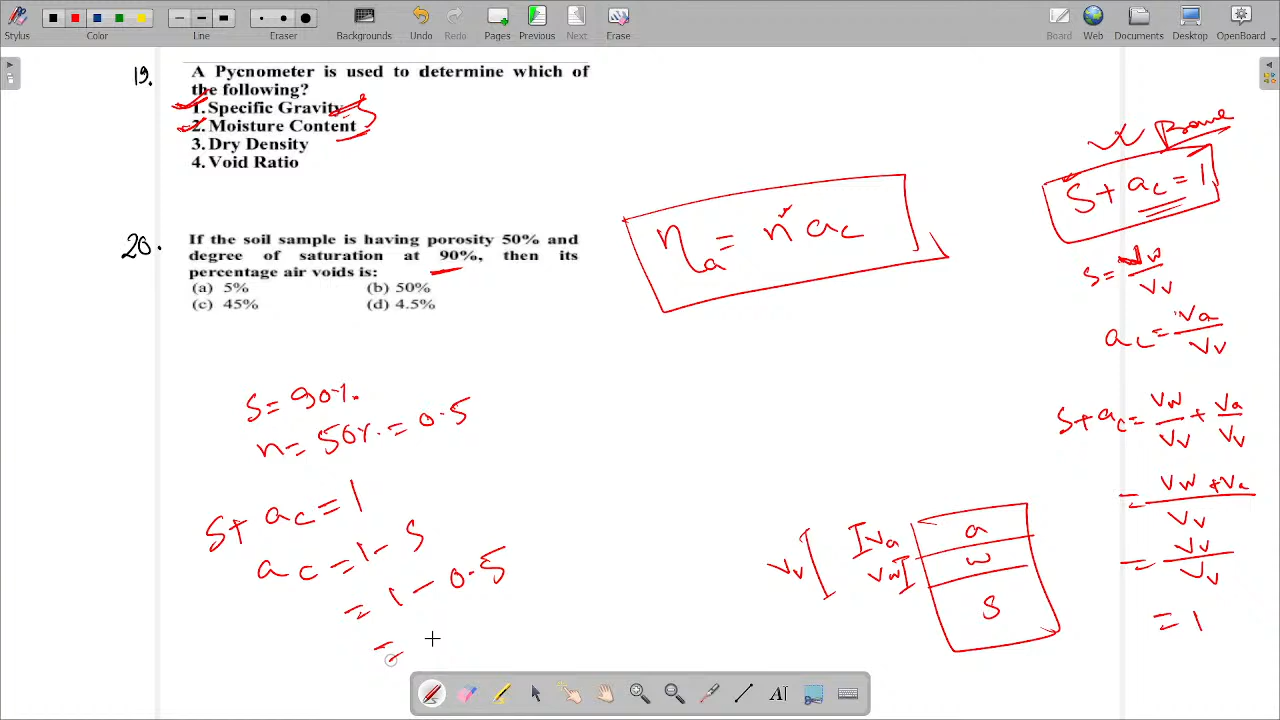 Stylus
Color
Line
Eraser
Backgrounds
Undo
Redo
Pages
Previous
Next
Erase
Board
Web
Documents
Desktop
OpenBoard
19.
A Pycnometer is used to determine which of
the following?
1. Specific Gravity
2. Moisture Content
3. Dry Density
4. Void Ratio
20.
If the soil sample is having porosity 50% and
degree of saturation at 90%, then its
percentage air voids is:
(a) 5% (b) 50%
(c) 45% (d) 4.5%
S = 90%.
n = 50%. = 0.5
S + ac = 1
ac = 1 - S
= 1 - 0.5
=
na = n ac
Prove
S + ac = 1
S = Vw/Vv
ac = Va/Vv
S + ac = Vw/Vv + Va/Vv
= Vw + Va/Vv
= Vv/Vv
= 1
Vv
Va
Vw
a
w
S